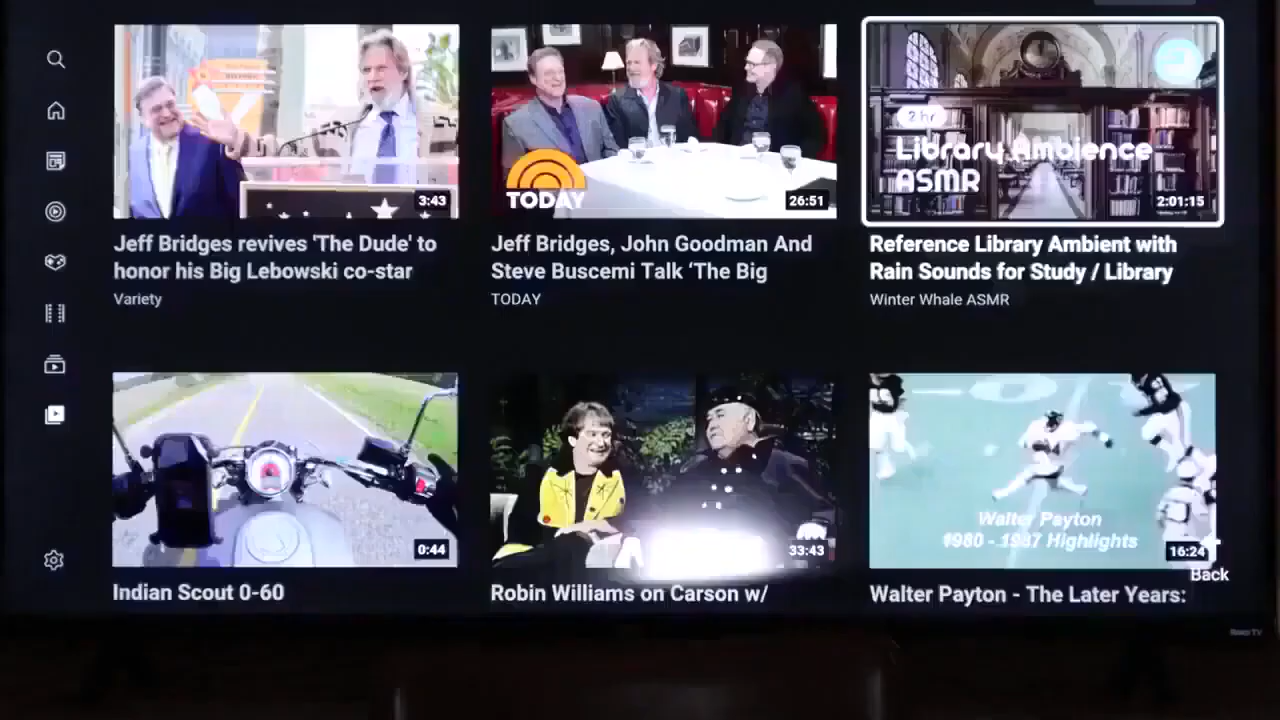 3:43
TODAY
26:51
2 hr
Library Ambience
ASMR
2:01:15
Jeff Bridges revives 'The Dude' to
honor his Big Lebowski co-star
Variety
Jeff Bridges, John Goodman And
Steve Buscemi Talk ‘The Big
TODAY
Reference Library Ambient with
Rain Sounds for Study / Library
Winter Whale ASMR
0:44
33:43
Walter Payton
1980 - 1987 Highlights
16:24
Back
Indian Scout 0-60
Robin Williams on Carson w/
Walter Payton - The Later Years:
Roku TV